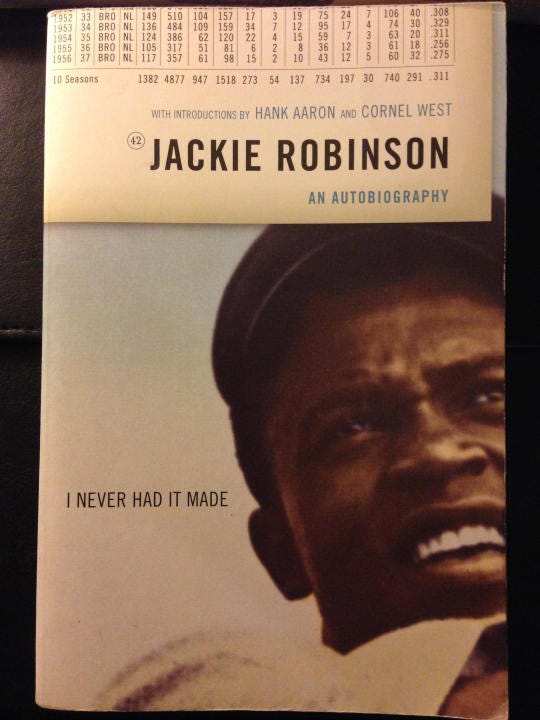 1952 33 BRO NL 149 510 104 157 17 3 19 75 24 7 106 40 .308
1953 34 BRO NL 136 484 109 159 34 7 12 95 17 4 74 30 .329
1954 35 BRO NL 124 386 62 120 22 4 15 59 7 3 63 20 .311
1955 36 BRO NL 105 317 51 81 6 2 8 36 12 3 61 18 .256
1956 37 BRO NL 117 357 61 98 15 2 10 43 12 5 60 32 .275
10 Seasons 1382 4877 947 1518 273 54 137 734 197 30 740 291 .311
WITH INTRODUCTIONS BY HANK AARON AND CORNEL WEST
42 JACKIE ROBINSON
AN AUTOBIOGRAPHY
I NEVER HAD IT MADE